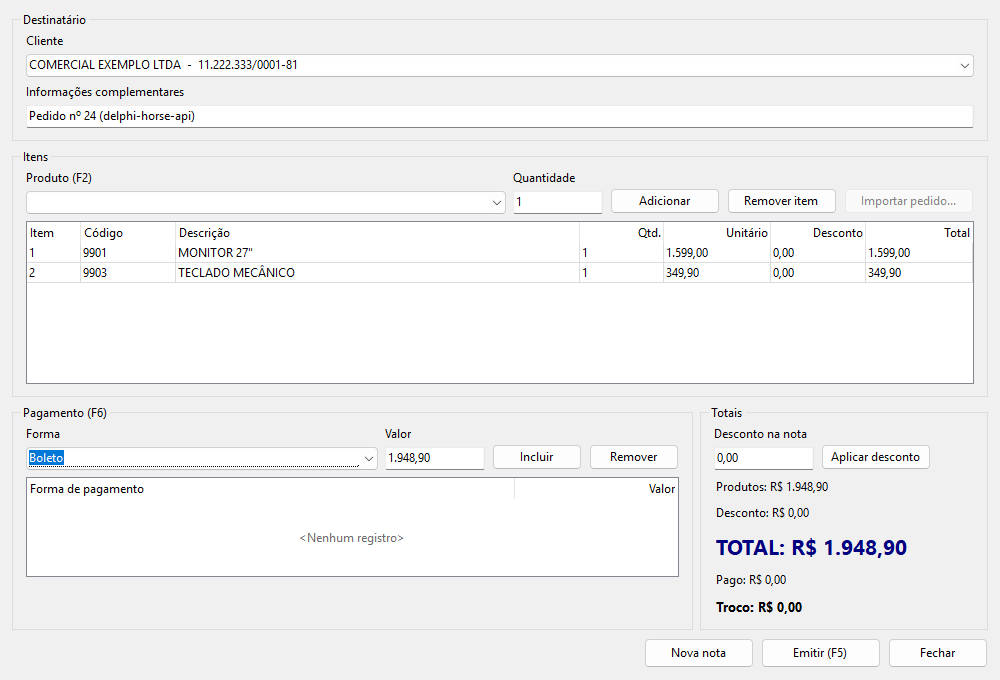 Destinatário
Cliente
COMERCIAL EXEMPLO LTDA - 11.222.333/0001-81
Informações complementares
Pedido nº 24 (delphi-horse-api)
Itens
Produto (F2)
Quantidade
1
Adicionar
Remover item
Importar pedido...
Item Código Descrição Qtd. Unitário Desconto Total
1 9901 MONITOR 27" 1 1.599,00 0,00 1.599,00
2 9903 TECLADO MECÂNICO 1 349,90 0,00 349,90
Pagamento (F6)
Forma
Valor
Boleto
1.948,90
Incluir
Remover
Forma de pagamento Valor
<Nenhum registro>
Totais
Desconto na nota
0,00
Aplicar desconto
Produtos: R$ 1.948,90
Desconto: R$ 0,00
TOTAL: R$ 1.948,90
Pago: R$ 0,00
Troco: R$ 0,00
Nova nota
Emitir (F5)
Fechar